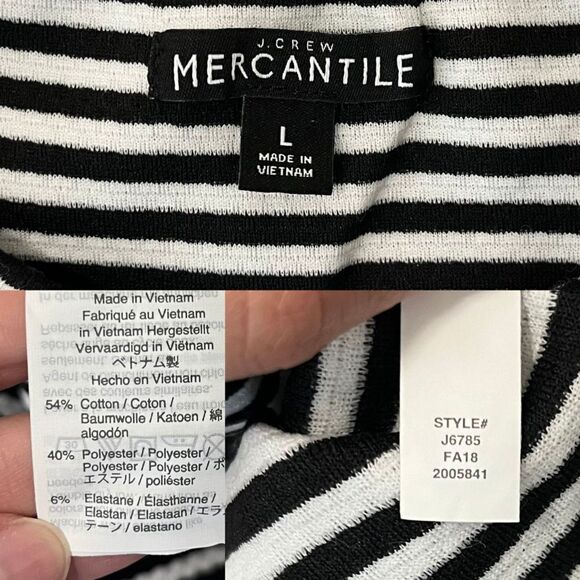 J.CREW
MERCANTILE
L
MADE IN
VIETNAM
Made in Vietnam
Fabriqué au Vietnam
in Vietnam Hergestellt
Vervaardigd in Viëtnam
ベトナム製
Hecho en Vietnam
54% Cotton / Coton /
Baumwolle / Katoen / 綿
algodón
40% Polyester / Polyester /
Polyester / Polyester / ポ
エステル / poliéster
6% Elastane / Élasthanne /
Elastan / Elastaan / エラ
テーン / elastano
STYLE#
J6785
FA18
2005841